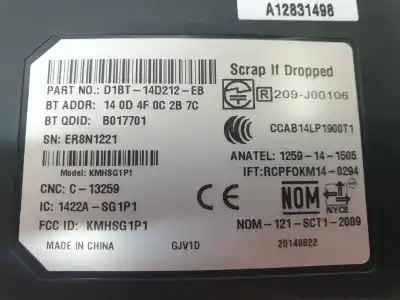 A12831498
Scrap If Dropped
PART NO.: D1BT-14D212-EB
BT ADDR: 14 0D 4F 0C 2B 7C
R 209-J00106
BT QDID: B017701
CCAB14LP1900T1
SN: ER8N1221
ANATEL: 1259-14-1505
Model: KMHSG1P1
IFT:RCPFOKM14-0294
CNC: C-13259
CE
NOM
NYCE
IC: 1422A-SG1P1
NOM-121-SCT1-2009
FCC ID: KMHSG1P1
MADE IN CHINA
GJV1D
20140822